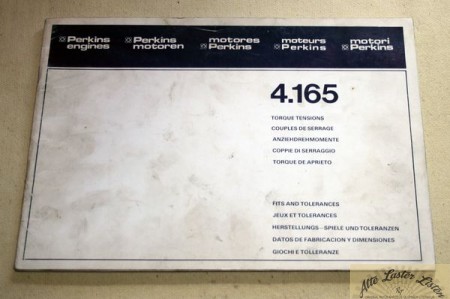 Perkins engines
Perkins motoren
motores Perkins
moteurs Perkins
motori Perkins
4.165
TORQUE TENSIONS
COUPLES DE SERRAGE
ANZIEHDREHMOMENTE
COPPIE DI SERRAGGIO
TORQUE DE APRIETO
FITS AND TOLERANCES
JEUX ET TOLERANCES
HERSTELLUNGS - SPIELE UND TOLERANZEN
DATOS DE FABRICACION Y DIMENSIONES
GIOCHI E TOLLERANZE
Alte Laster Listen